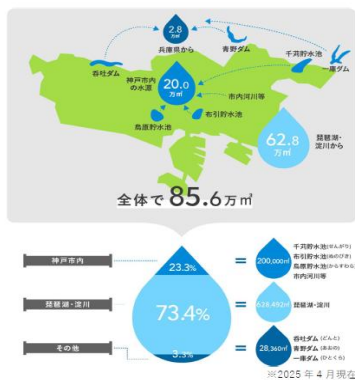 2.8
万㎥
兵庫県から
青野ダム
千苅貯水池
呑吐ダム
一庫ダム
神戸市内
の水源
20.0
万㎥
市内河川等
布引貯水池
烏原貯水池
62.8
万㎥
琵琶湖・
淀川から
全体で85.6万㎥
神戸市内
23.3%
=
200,000㎥
千苅貯水池(せんがり)
布引貯水池(ぬのびき)
烏原貯水池(からすわら)
市内河川等
琵琶湖・淀川
73.4%
=
琵琶湖・淀川
その他
3.3%
=
28,360㎥
呑吐ダム(どんど)
青野ダム(あおの)
一庫ダム(ひとくら)
※2025年4月現在